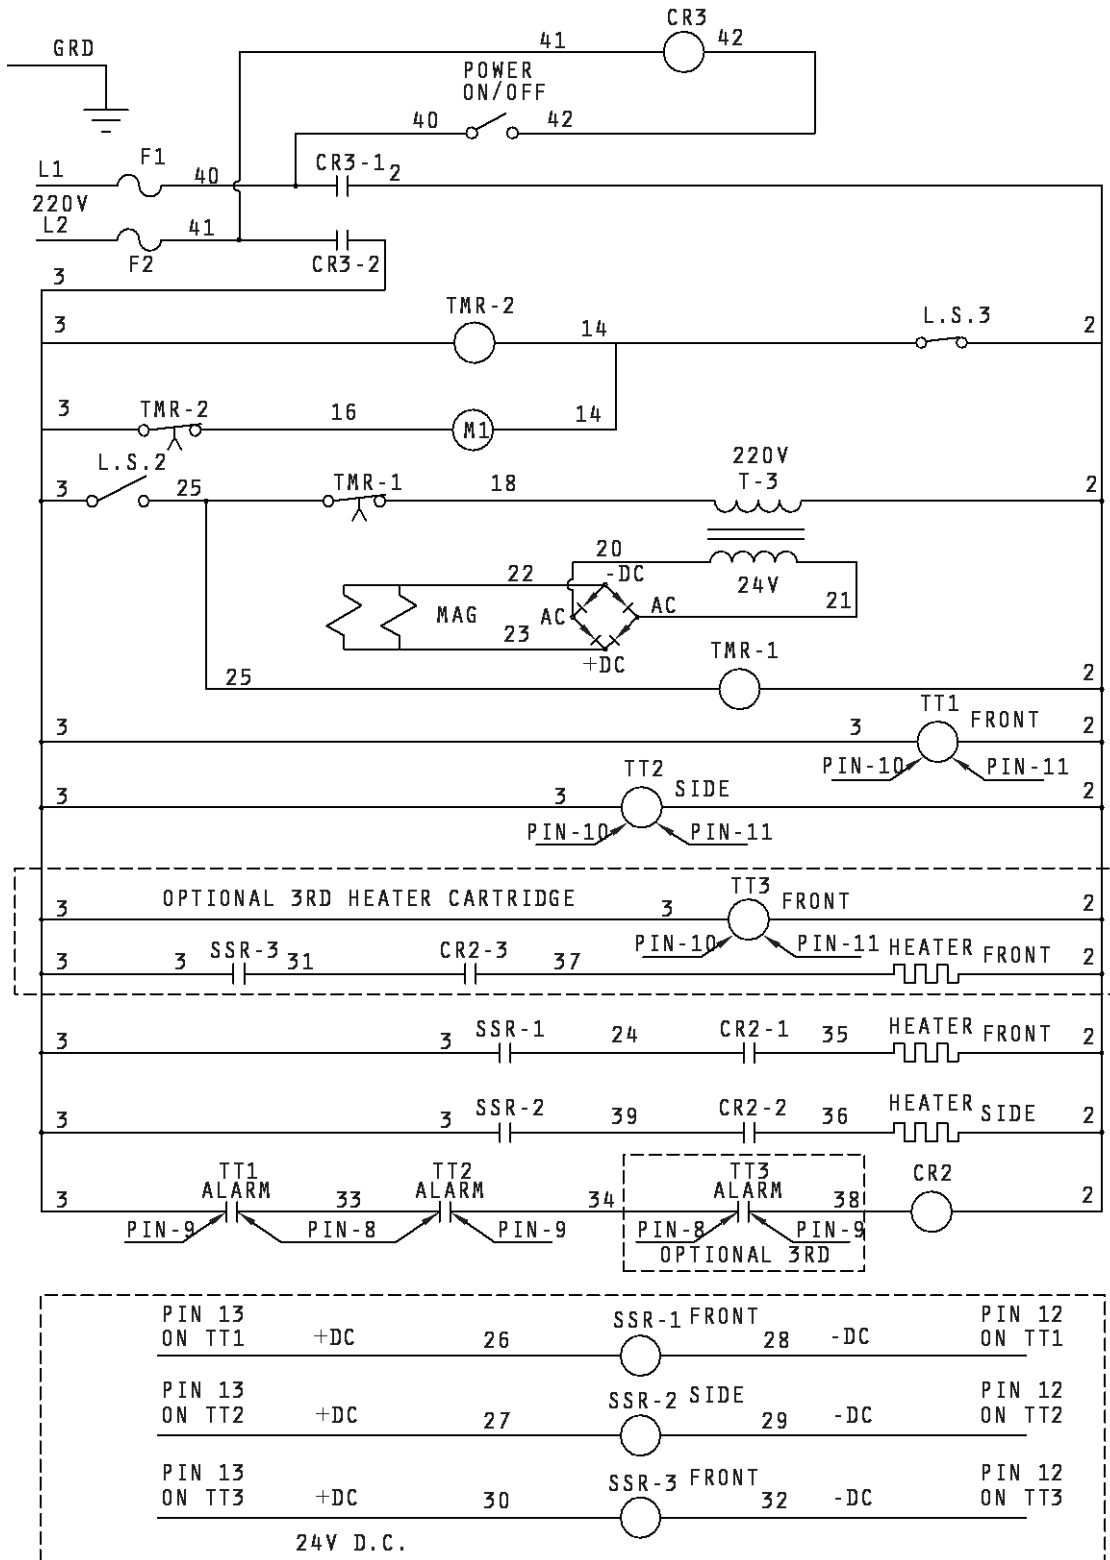 CR3
GRD
41
42
POWER
ON/OFF
40
42
L1
F1
40
CR3-1
2
220V
L2
41
F2
CR3-2
3
TMR-2
3
14
L.S.3
2
3
TMR-2
16
M1
14
L.S.2
220V
3
25
TMR-1
18
T-3
2
20
-DC
22
24V
MAG
AC
AC
21
23
+DC
TMR-1
25
2
TT1
3
3
FRONT
2
PIN-10
PIN-11
TT2
3
3
SIDE
2
PIN-10
PIN-11
OPTIONAL 3RD HEATER CARTRIDGE
TT3
3
3
FRONT
2
PIN-10
PIN-11
3
3
SSR-3
31
CR2-3
37
HEATER
FRONT
2
3
3
SSR-1
24
CR2-1
35
HEATER
FRONT
2
3
3
SSR-2
39
CR2-2
36
HEATER
SIDE
2
TT1
ALARM
TT2
ALARM
TT3
ALARM
CR2
3
33
34
38
2
PIN-9
PIN-8
PIN-9
PIN-8
PIN-9
OPTIONAL 3RD
PIN 13
ON TT1
+DC
26
SSR-1 FRONT
28
-DC
PIN 12
ON TT1
PIN 13
ON TT2
+DC
27
SSR-2 SIDE
29
-DC
PIN 12
ON TT2
PIN 13
ON TT3
+DC
30
SSR-3 FRONT
32
-DC
PIN 12
ON TT3
24V D.C.